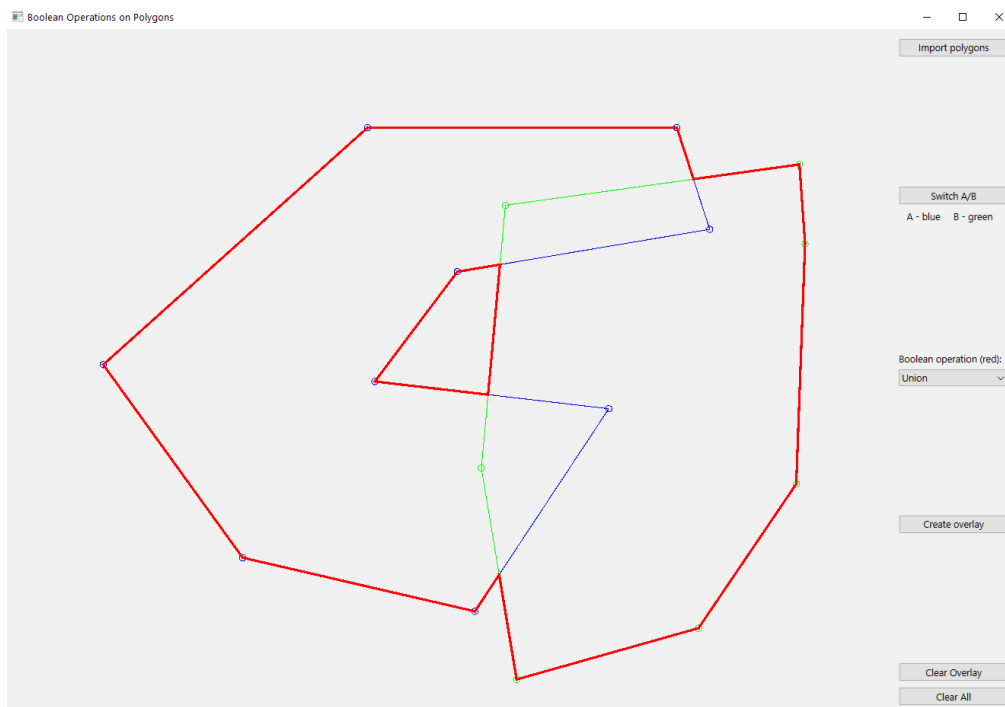 Boolean Operations on Polygons
Import polygons
Switch A/B
A - blue B - green
Boolean operation (red):
Union
Create overlay
Clear Overlay
Clear All